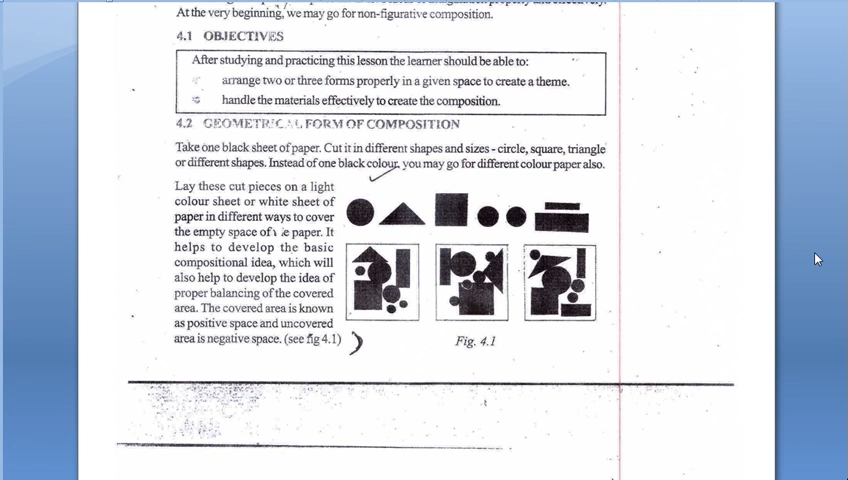 At the very beginning, we may go for non-figurative composition.
4.1 OBJECTIVES
After studying and practicing this lesson the learner should be able to:
arrange two or three forms properly in a given space to create a theme.
handle the materials effectively to create the composition.
4.2 GEOMETRICAL FORM OF COMPOSITION
Take one black sheet of paper. Cut it in different shapes and sizes - circle, square, triangle
or different shapes. Instead of one black colour, you may go for different colour paper also.
Lay these cut pieces on a light
colour sheet or white sheet of
paper in different ways to cover
the empty space of paper. It
helps to develop the basic
compositional idea, which will
also help to develop the idea of
proper balancing of the covered
area. The covered area is known
as positive space and uncovered
area is negative space. (see fig 4.1)
Fig. 4.1